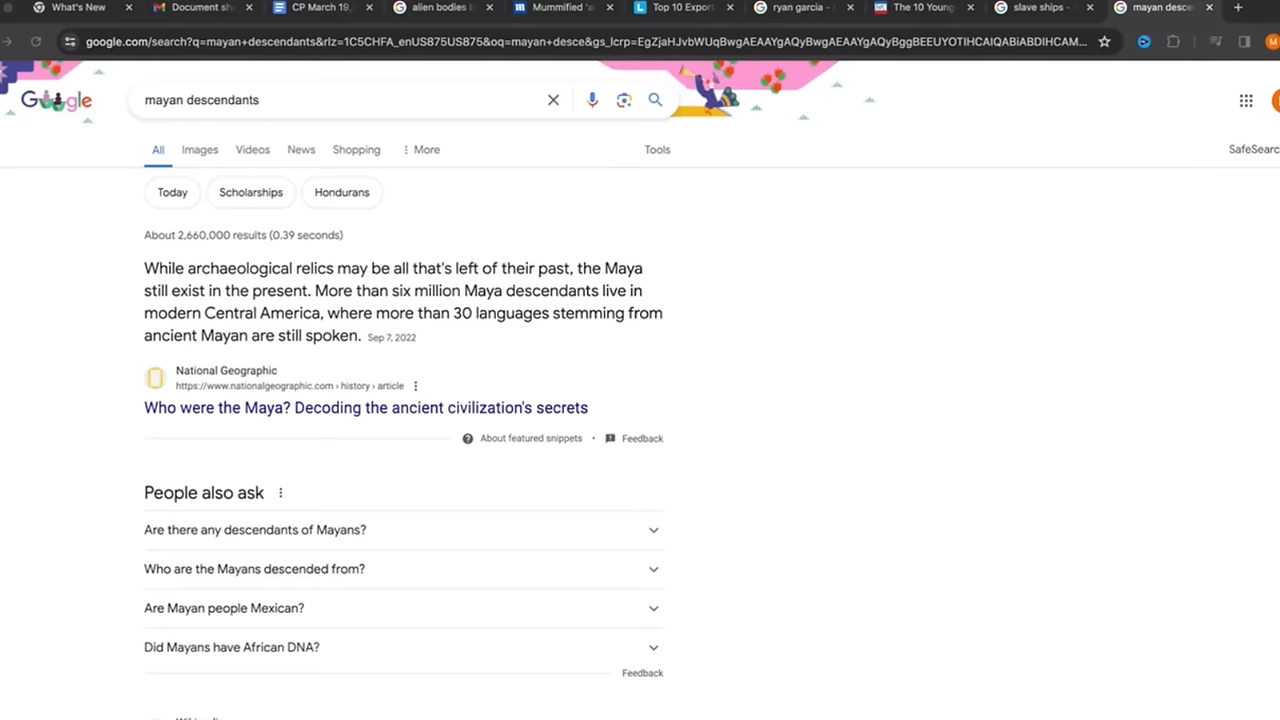 What's New
Document sh
CP March 19,
alien bodies b
Mummified 'a
Top 10 Expor
ryan garcia -
The 10 Young
slave ships -
mayan desce
google.com/search?q=mayan+descendants&rlz=1C5CHFA_enUS875US875&oq=mayan+desce&gs_lcrp=EgZjaHJvbWUqBwgAEAAYgAQyBwgAEAAYgAQyBggBEEUYOTIHCAIQABiABDIHCAM...
Google
mayan descendants
All Images Videos News Shopping More Tools
SafeSearc
Today Scholarships Hondurans
About 2,660,000 results (0.39 seconds)
While archaeological relics may be all that's left of their past, the Maya
still exist in the present. More than six million Maya descendants live in
modern Central America, where more than 30 languages stemming from
ancient Mayan are still spoken. Sep 7, 2022
National Geographic
https://www.nationalgeographic.com › history › article
Who were the Maya? Decoding the ancient civilization's secrets
About featured snippets • Feedback
People also ask
Are there any descendants of Mayans?
Who are the Mayans descended from?
Are Mayan people Mexican?
Did Mayans have African DNA?
Feedback